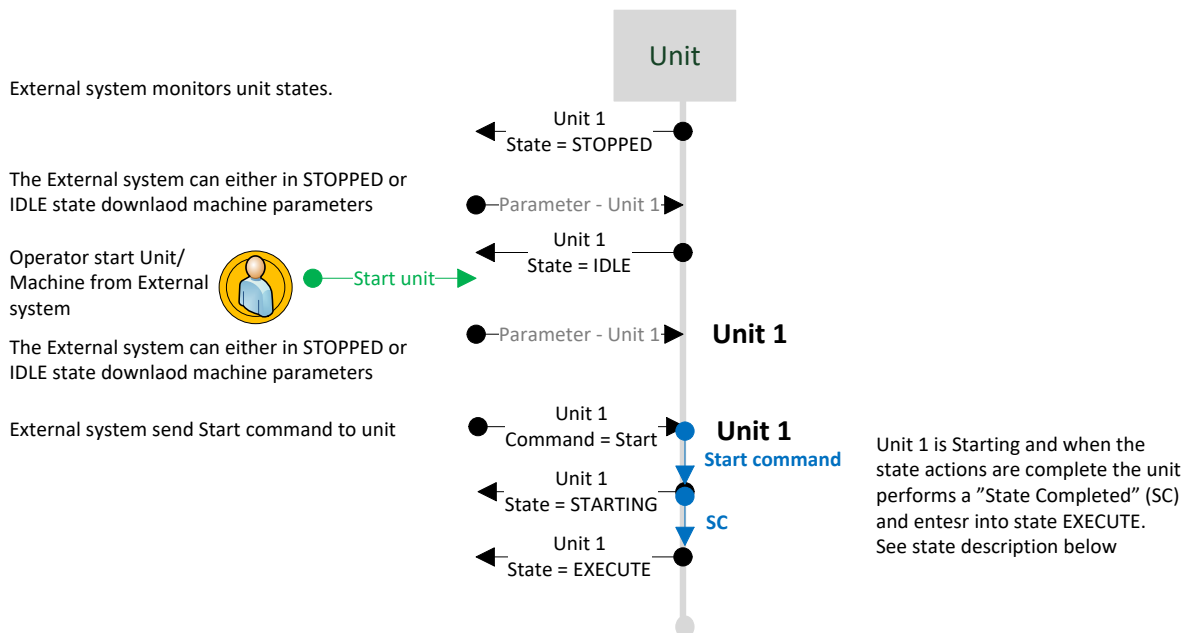 Unit
External system monitors unit states.
Unit 1
State = STOPPED
The External system can either in STOPPED or
IDLE state downlaod machine parameters
Parameter - Unit 1
Unit 1
State = IDLE
Operator start Unit/
Machine from External
system
Start unit
Parameter - Unit 1
Unit 1
The External system can either in STOPPED or
IDLE state downlaod machine parameters
External system send Start command to unit
Unit 1
Command = Start
Unit 1
Start command
Unit 1 is Starting and when the
state actions are complete the unit
performs a ”State Completed” (SC)
and entesr into state EXECUTE.
See state description below
Unit 1
State = STARTING
SC
Unit 1
State = EXECUTE